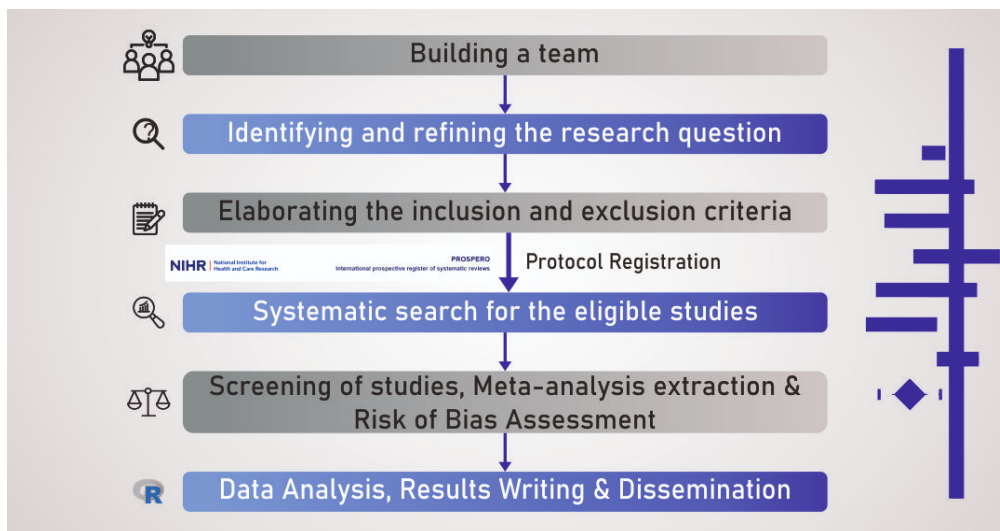 Building a team
Identifying and refining the research question
Elaborating the inclusion and exclusion criteria
NIHR | National Institute for
Health and Care Research
PROSPERO
International prospective register of systematic reviews
Protocol Registration
Systematic search for the eligible studies
Screening of studies, Meta-analysis extraction &
Risk of Bias Assessment
R
Data Analysis, Results Writing & Dissemination